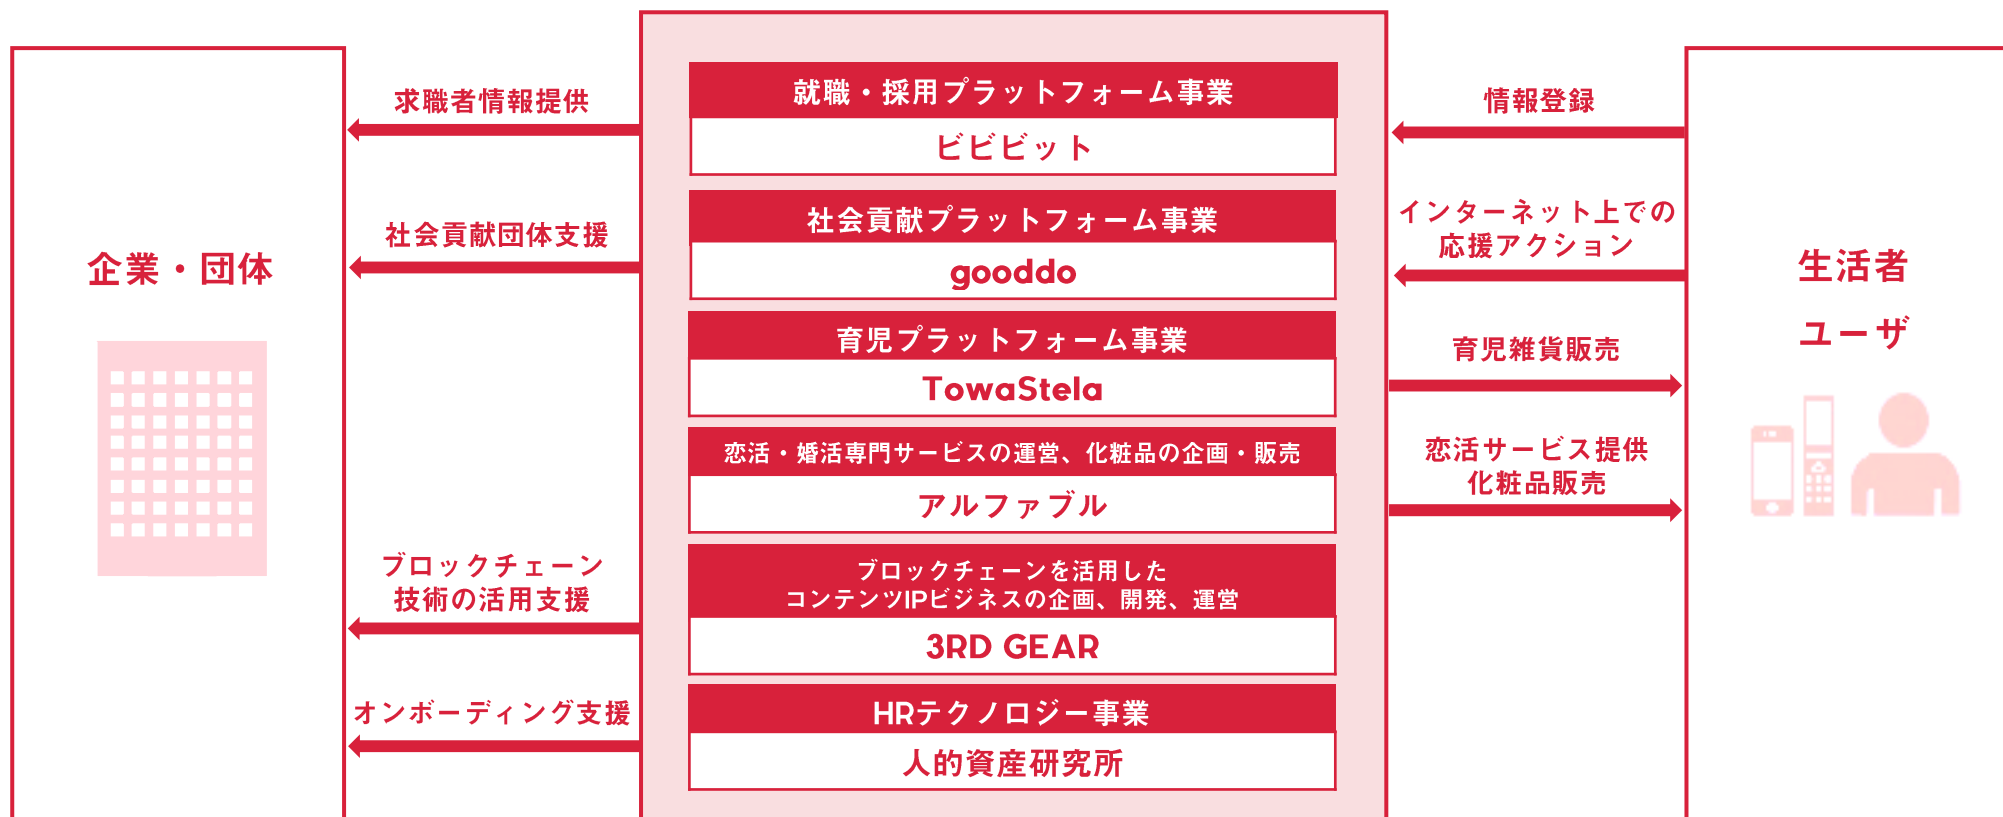 企業・団体
求職者情報提供
社会貢献団体支援
ブロックチェーン
技術の活用支援
オンボーディング支援
就職・採用プラットフォーム事業
ビビビット
社会貢献プラットフォーム事業
gooddo
育児プラットフォーム事業
TowaStela
恋活・婚活専門サービスの運営、化粧品の企画・販売
アルファブル
ブロックチェーンを活用した
コンテンツIPビジネスの企画、開発、運営
3RD GEAR
HRテクノロジー事業
人的資産研究所
情報登録
インターネット上での
応援アクション
育児雑貨販売
恋活サービス提供
化粧品販売
生活者
ユーザ